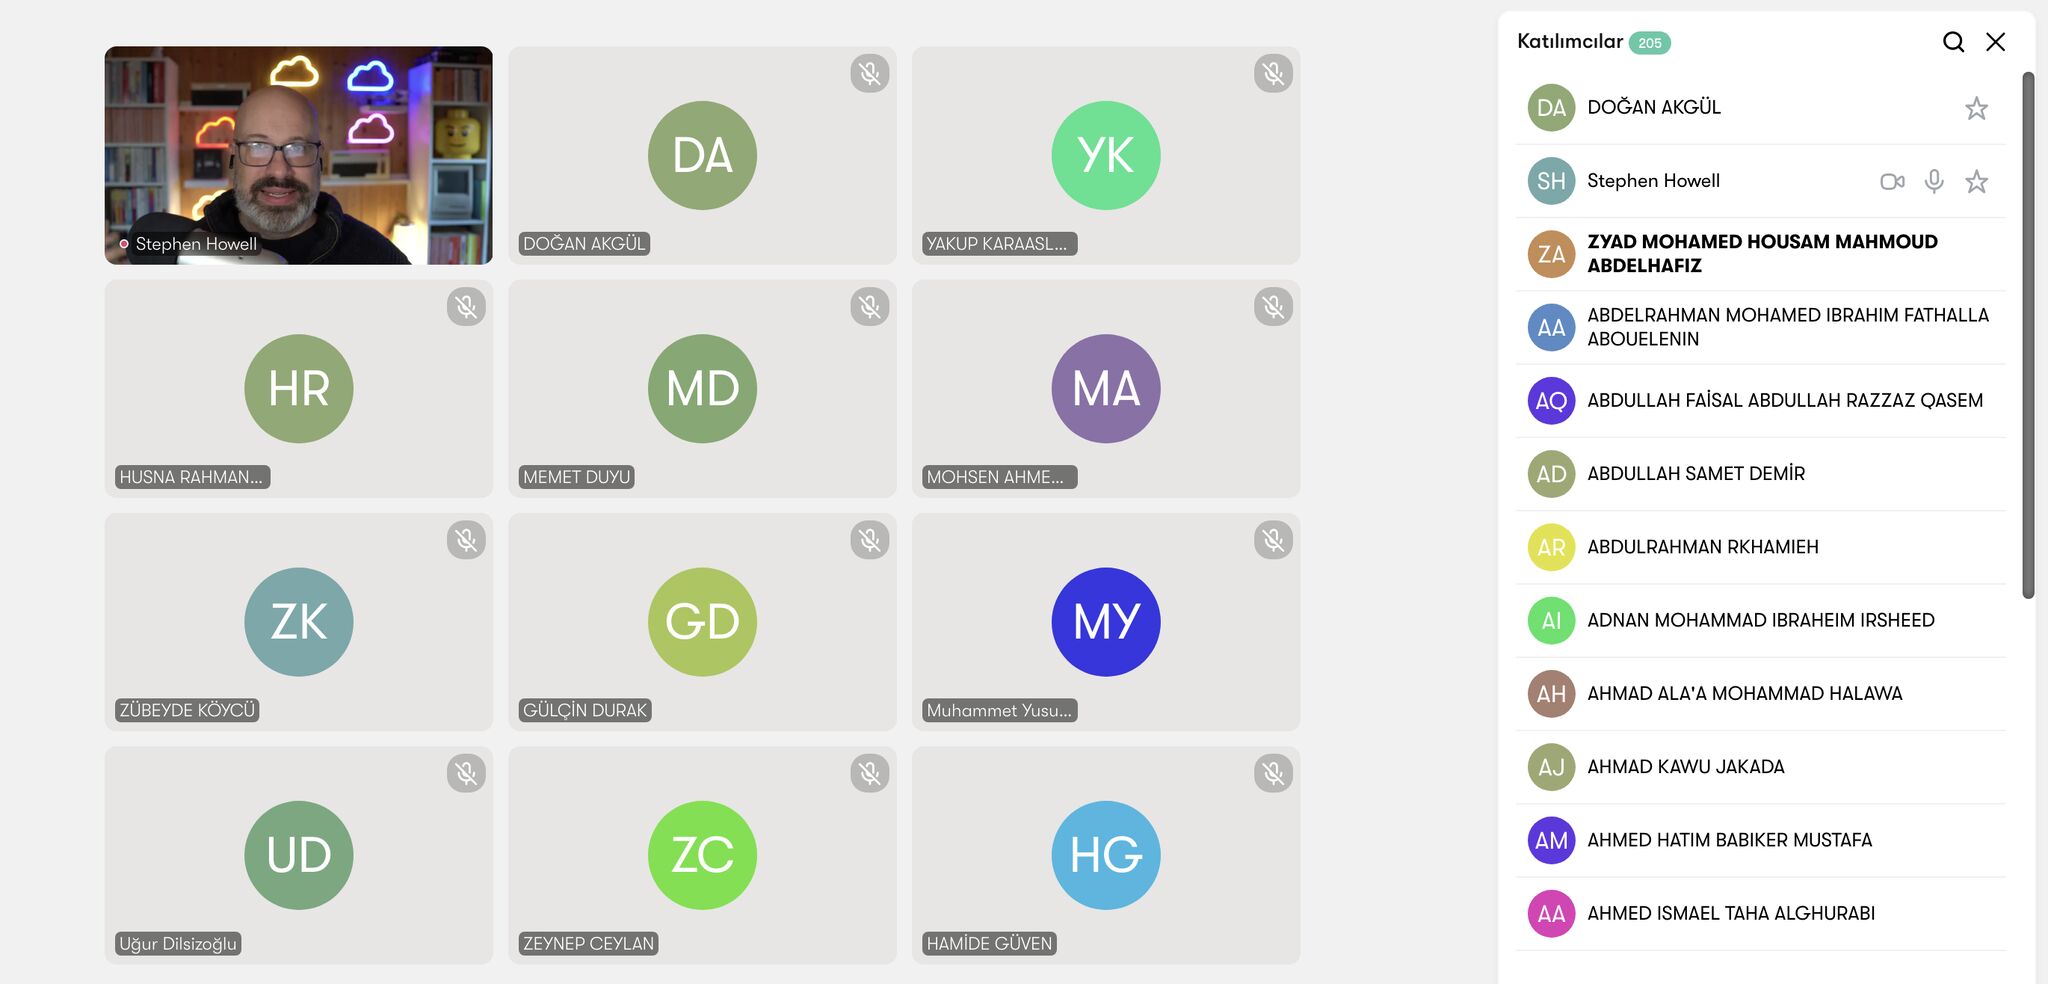 Stephen Howell
DA
DOĞAN AKGÜL
YK
YAKUP KARAASL...
HR
HUSNA RAHMAN...
MD
MEMET DUYU
MA
MOHSEN AHME...
ZK
ZÜBEYDE KÖYCÜ
GD
GÜLÇİN DURAK
MY
Muhammet Yusu...
UD
Uğur Dilsizoğlu
ZC
ZEYNEP CEYLAN
HG
HAMİDE GÜVEN
Katılımcılar 205
DA DOĞAN AKGÜL
SH Stephen Howell
ZA ZYAD MOHAMED HOUSAM MAHMOUD
ABDELHAFIZ
AA ABDELRAHMAN MOHAMED IBRAHIM FATHALLA
ABOUELENIN
AQ ABDULLAH FAİSAL ABDULLAH RAZZAZ QASEM
AD ABDULLAH SAMET DEMİR
AR ABDULRAHMAN RKHAMIEH
AI ADNAN MOHAMMAD IBRAHEIM IRSHEED
AH AHMAD ALA'A MOHAMMAD HALAWA
AJ AHMAD KAWU JAKADA
AM AHMED HATIM BABIKER MUSTAFA
AA AHMED ISMAEL TAHA ALGHURABI